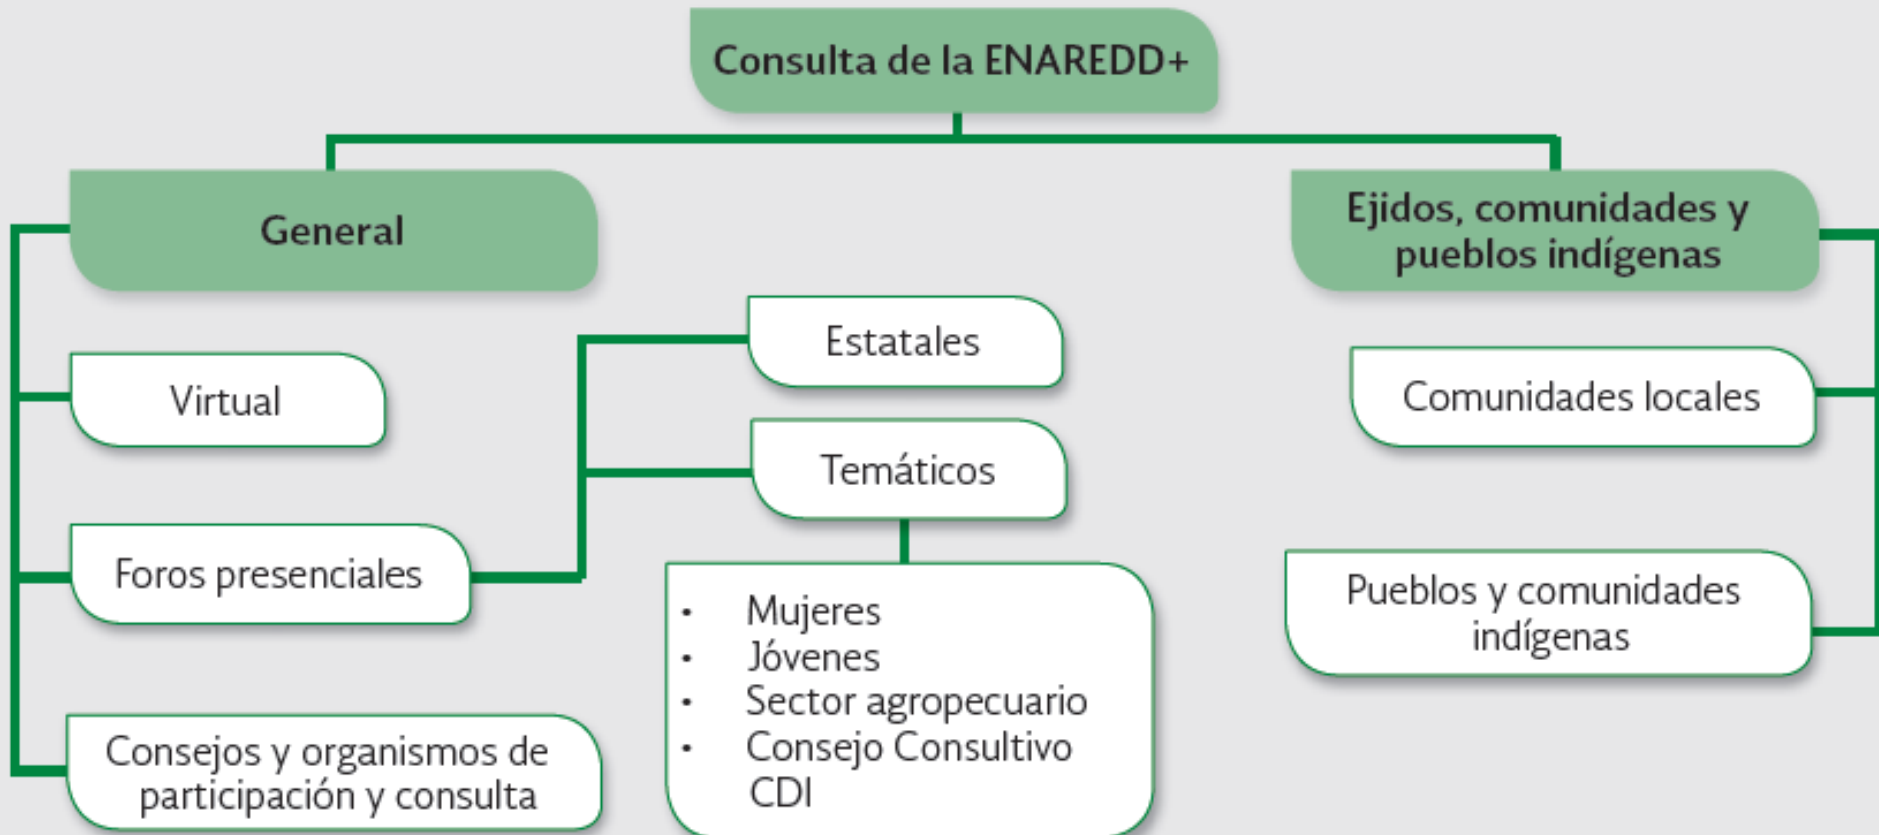 Consulta de la ENAREDD+
General
Virtual
Foros presenciales
Consejos y organismos de
participación y consulta
Estatales
Temáticos
• Mujeres
• Jóvenes
• Sector agropecuario
• Consejo Consultivo
CDI
Ejidos, comunidades y
pueblos indígenas
Comunidades locales
Pueblos y comunidades
indígenas